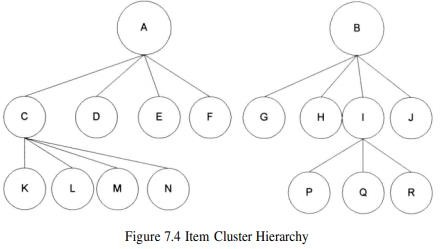 A B
C D E F G H I J
K L M N P Q R
Figure 7.4 Item Cluster Hierarchy